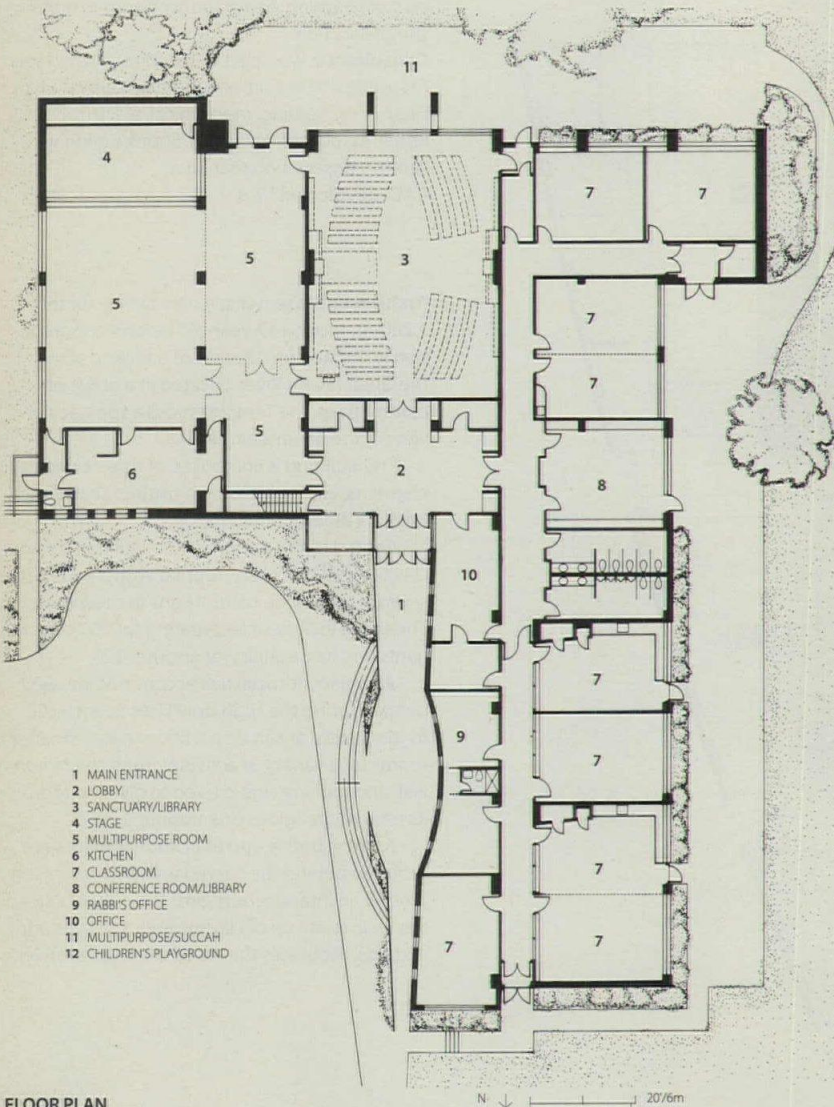 11
4
7
7
5
3
5
7
7
5
2
6
8
10
1
7
9
7
1 MAIN ENTRANCE
2 LOBBY
3 SANCTUARY/LIBRARY
4 STAGE
5 MULTIPURPOSE ROOM
6 KITCHEN
7 CLASSROOM
8 CONFERENCE ROOM/LIBRARY
9 RABBI'S OFFICE
10 OFFICE
11 MULTIPURPOSE/SUCCAH
12 CHILDREN'S PLAYGROUND
7
7
7
FLOOR PLAN
N 20'/6m